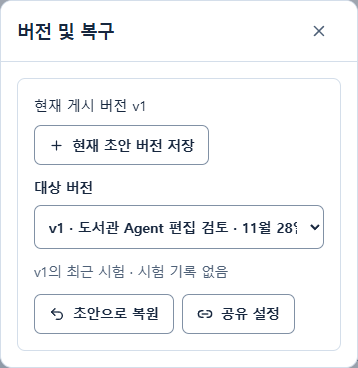 버전 및 복구
현재 게시 버전 v1
현재 초안 버전 저장
대상 버전
v1 · 도서관 Agent 편집 검토 · 11월 28일
v1의 최근 시험 · 시험 기록 없음
초안으로 복원
공유 설정